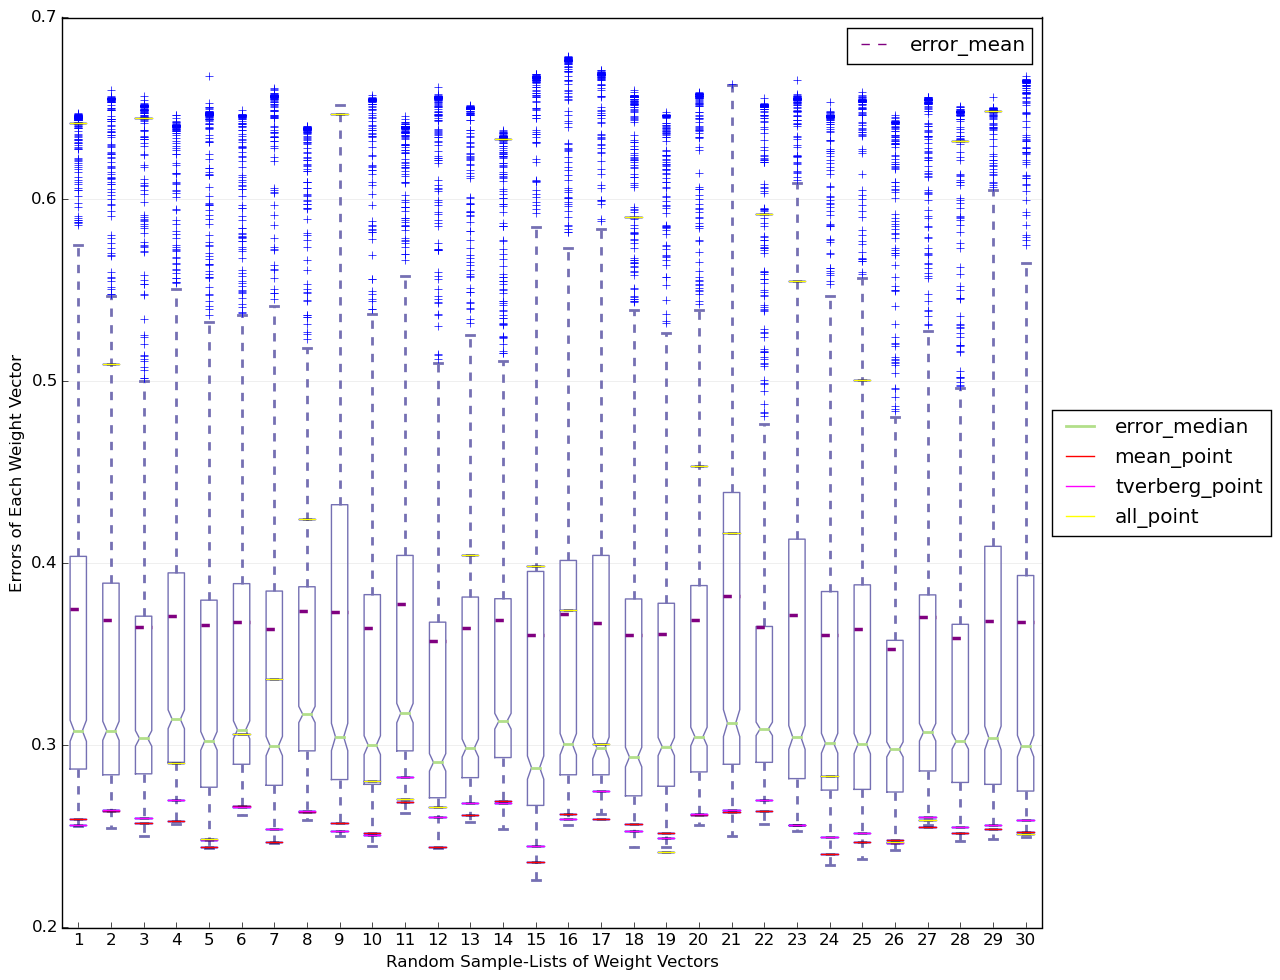 0.7
0.6
0.5
0.4
0.3
0.2
Errors of Each Weight Vector
error_mean
error_median
mean_point
tverberg_point
all_point
1 2 3 4 5 6 7 8 9 10 11 12 13 14 15 16 17 18 19 20 21 22 23 24 25 26 27 28 29 30
Random Sample-Lists of Weight Vectors